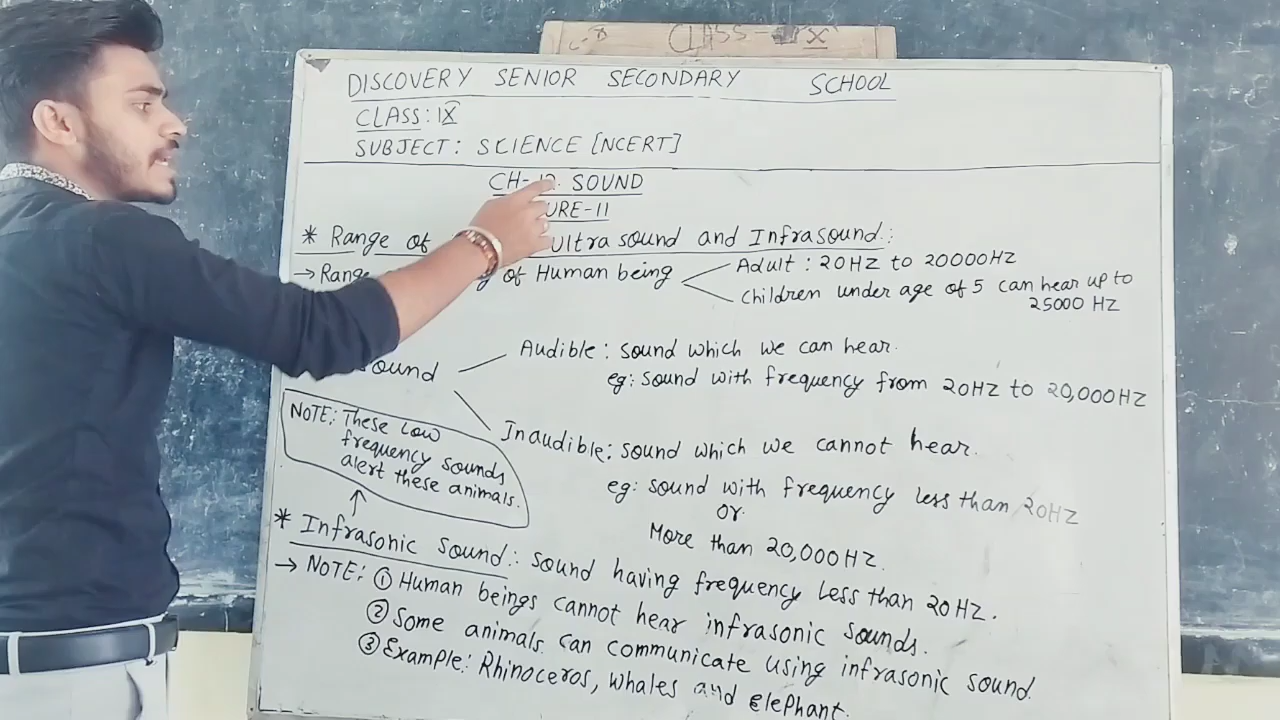 CLASS - IX
DISCOVERY SENIOR SECONDARY SCHOOL
CLASS: IX
SUBJECT: SCIENCE [NCERT]
CH-12. SOUND
URE-11
* Range of Ultra sound and Infrasound:
→ Range g of Human being
Adult: 20HZ to 20000HZ
children under age of 5 can hear up to
25000 HZ
ound
Audible: sound which we can hear.
eg: sound with frequency from 20HZ to 20,000HZ
Inaudible: sound which we cannot hear.
eg: sound with frequency less than 20HZ
or
More than 20,000HZ.
NOTE: These Low
frequency sounds
alert these animals.
* Infrasonic sound: sound having frequency less than 20HZ.
→ NOTE: ① Human beings cannot hear infrasonic sounds.
② Some animals can communicate using infrasonic sound.
③ Example: Rhinoceros, whales and elephant.